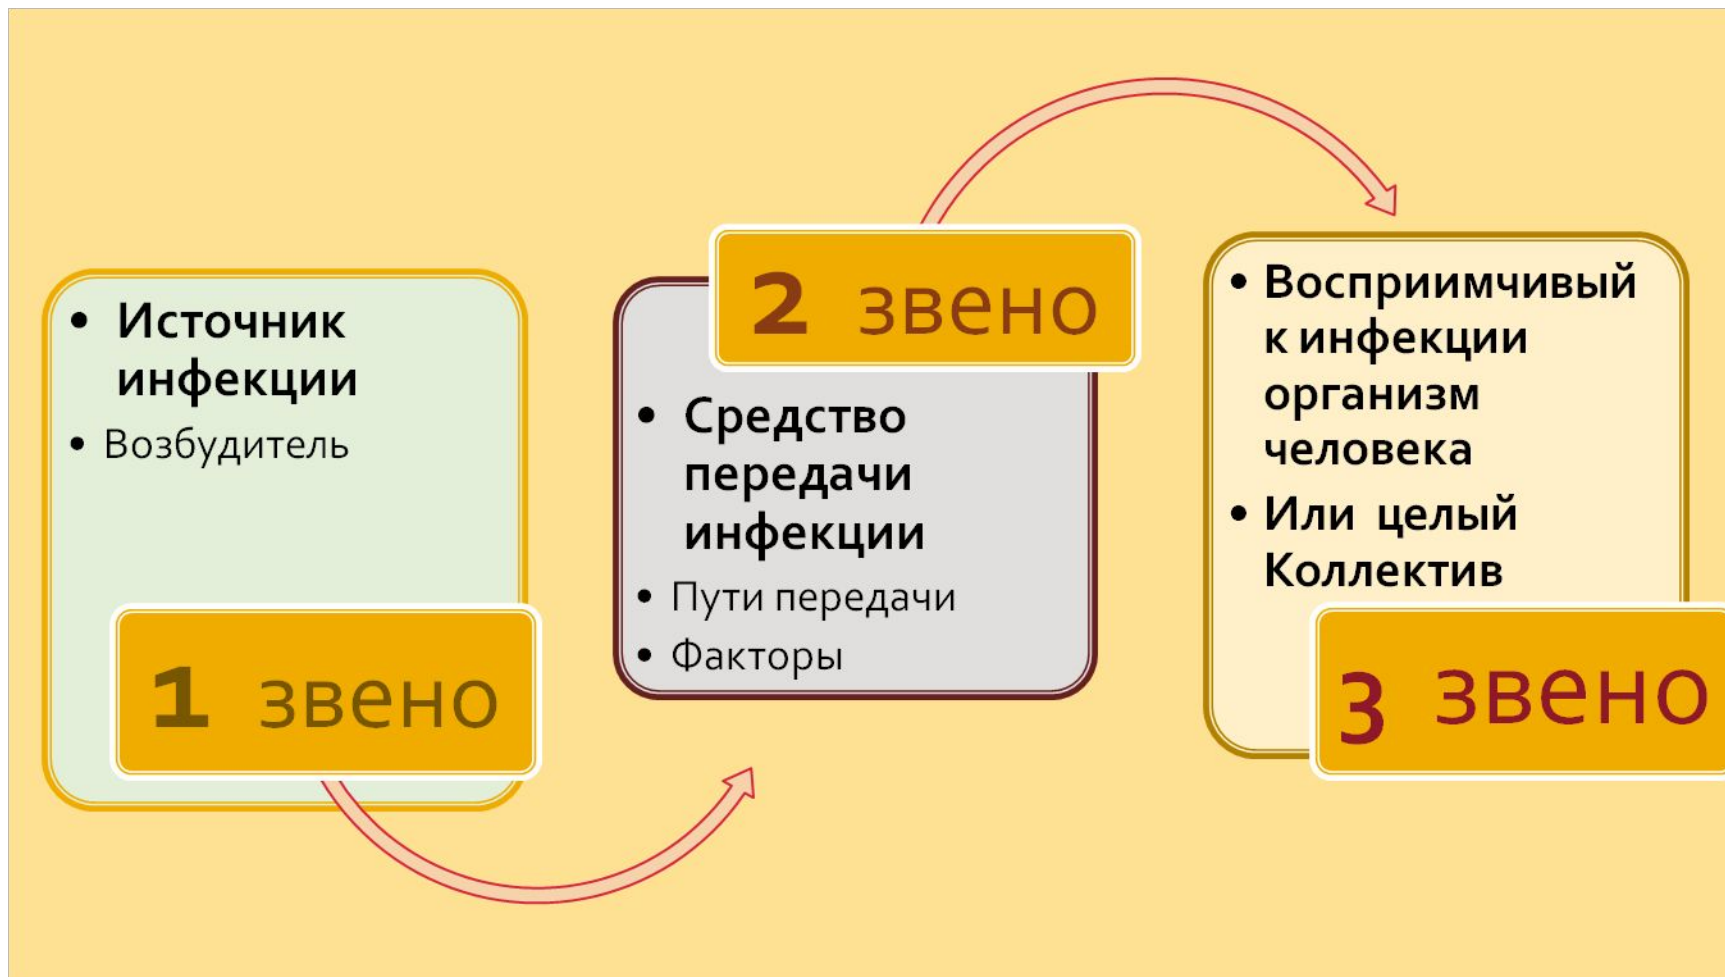 • Источник
инфекции
• Возбудитель
1 звено
2 звено
• Средство
передачи
инфекции
• Пути передачи
• Факторы
• Восприимчивый
к инфекции
организм
человека
• Или целый
Коллектив
3 звено